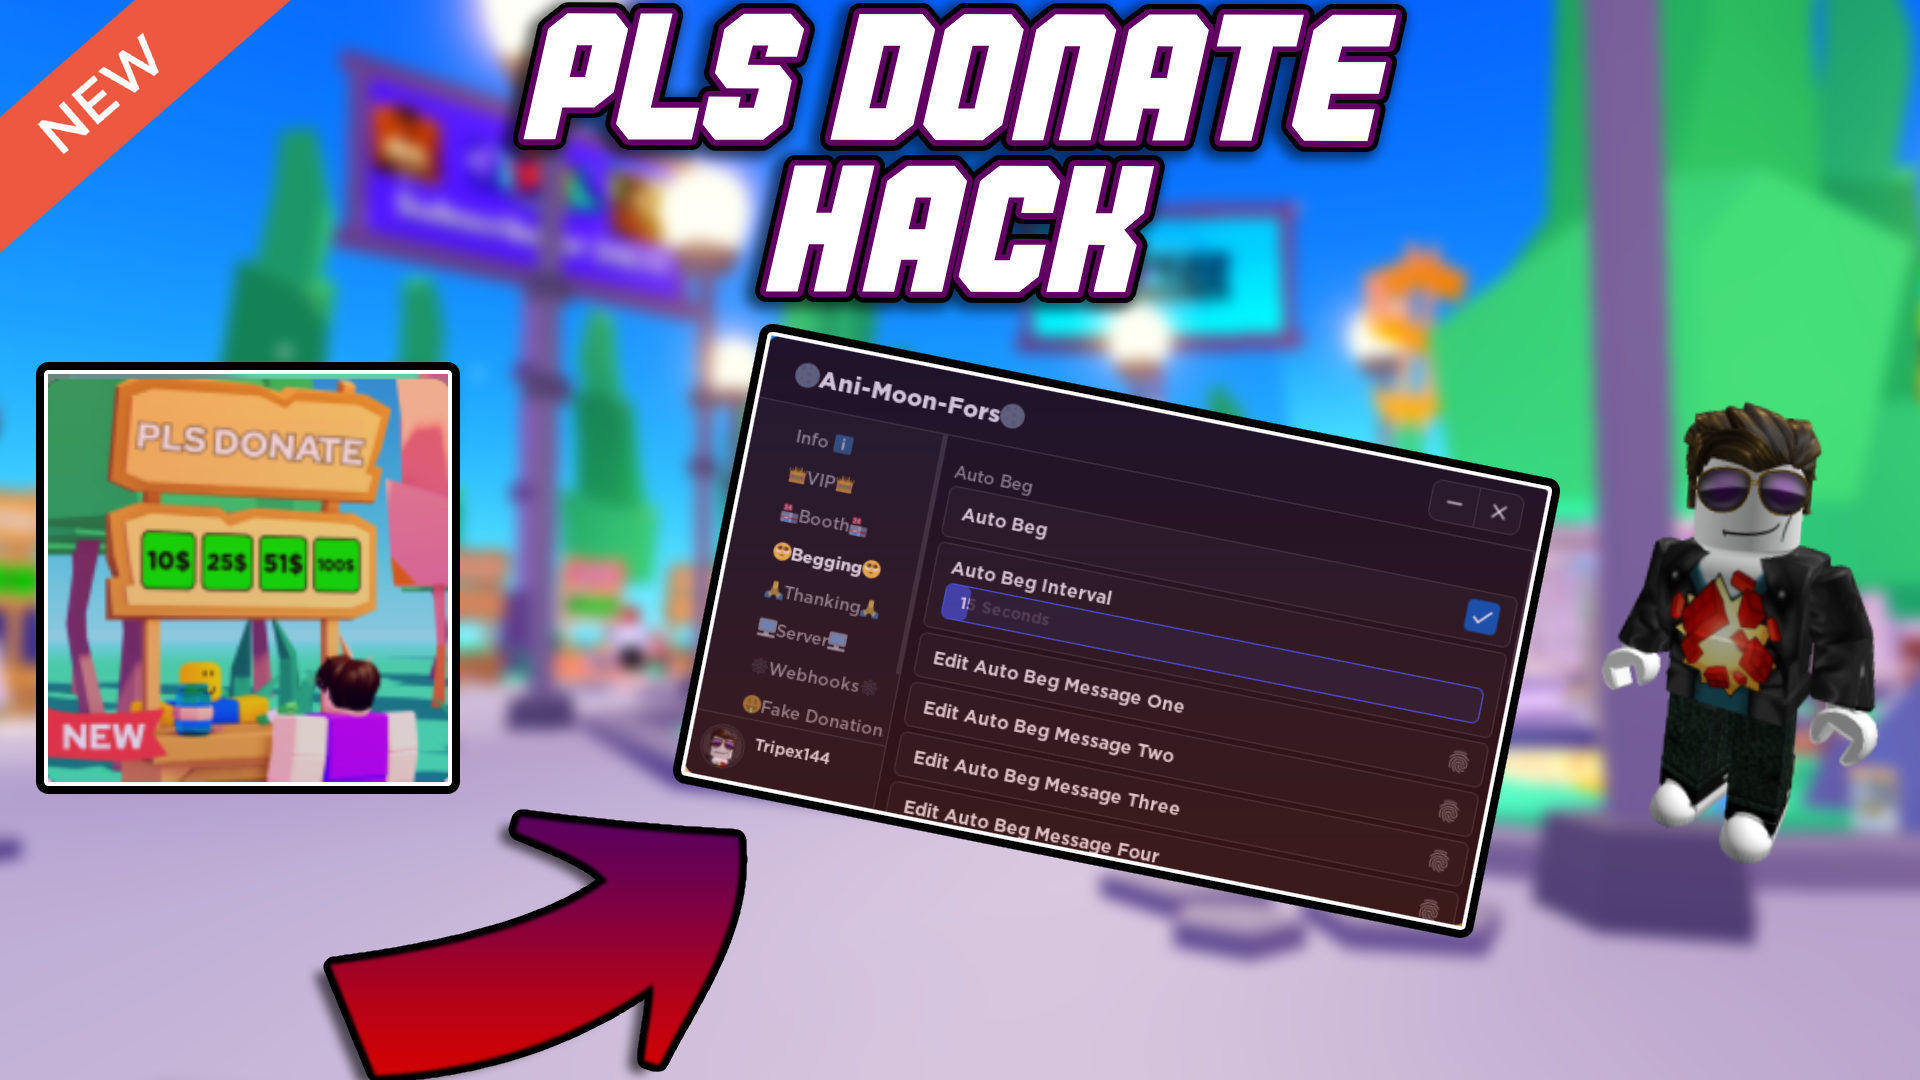 NEW
PLS DONATE
HACK
PLS DONATE
10$ 25$ 51$ 100$
NEW
Ani-Moon-Fors
Info i
VIP
Booth
Begging
Thanking
Server
Webhooks
Fake Donation
Tripex144
Auto Beg
Auto Beg
Auto Beg Interval
15 Seconds
Edit Auto Beg Message One
Edit Auto Beg Message Two
Edit Auto Beg Message Three
Edit Auto Beg Message Four